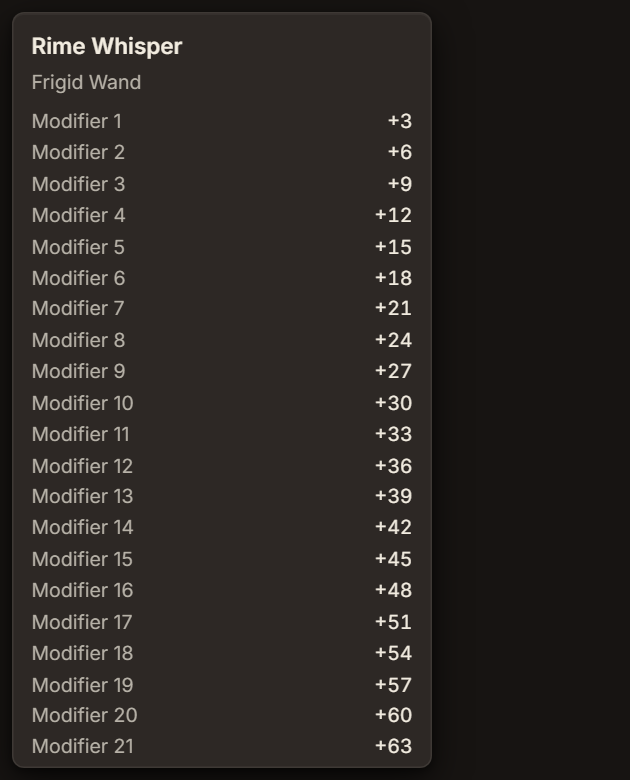 Rime Whisper
Frigid Wand
Modifier 1 +3
Modifier 2 +6
Modifier 3 +9
Modifier 4 +12
Modifier 5 +15
Modifier 6 +18
Modifier 7 +21
Modifier 8 +24
Modifier 9 +27
Modifier 10 +30
Modifier 11 +33
Modifier 12 +36
Modifier 13 +39
Modifier 14 +42
Modifier 15 +45
Modifier 16 +48
Modifier 17 +51
Modifier 18 +54
Modifier 19 +57
Modifier 20 +60
Modifier 21 +63